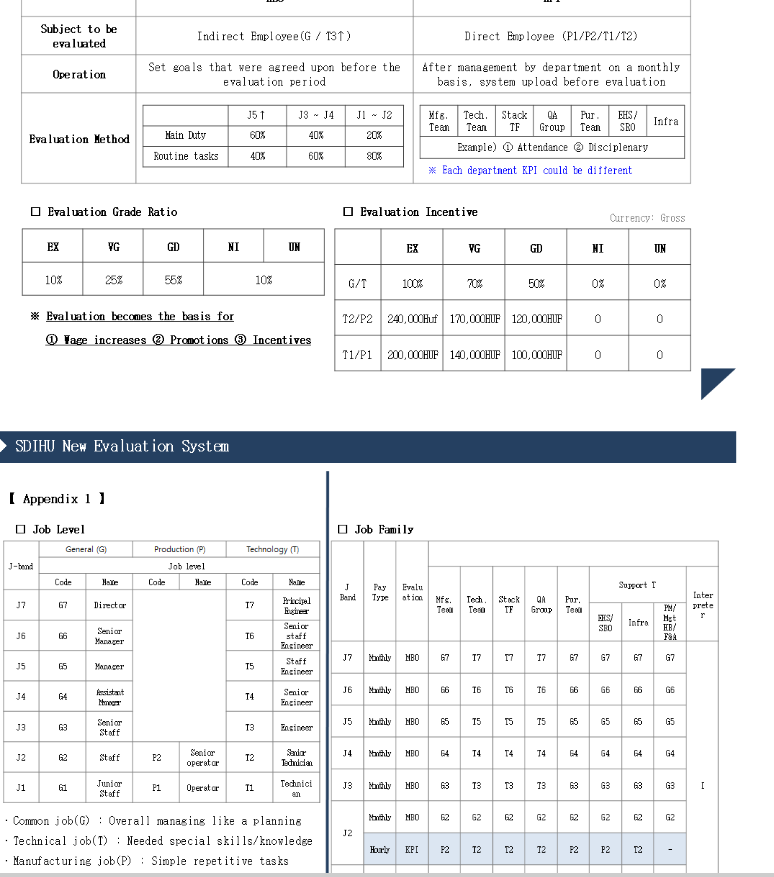 Subject to be evaluated
Indirect Employee(G / T3↑)
Direct Employee (P1/P2/T1/T2)
Operation
Set goals that were agreed upon before the evaluation period
After management by department on a monthly basis, system upload before evaluation
Evaluation Method
J5↑ J3 ~ J4 J1 ~ J2
Main Duty 60% 40% 20%
Routine tasks 40% 60% 80%
Mfg. Team Tech. Team Stack TF QA Group Pur. Team EHS/ SRO Infra
Example) ① Attendance ② Disciplenary
※ Each department KPI could be different
□ Evaluation Grade Ratio
EX VG GD NI UN
10% 25% 55% 10%
※ Evaluation becomes the basis for
① Wage increases ② Promotions ③ Incentives
□ Evaluation Incentive
Currency: Gross
EX VG GD NI UN
G/T 100% 70% 50% 0% 0%
T2/P2 240,000Huf 170,000HUF 120,000HUF 0 0
T1/P1 200,000HUF 140,000HUF 100,000HUF 0 0
SDIHU New Evaluation System
【 Appendix 1 】
□ Job Level
J-band General (G) Production (P) Technology (T)
Job level
Code Name Code Name Code Name
J7 G7 Director T7 Principal Engineer
J6 G6 Senior Manager T6 Senior staff Engineer
J5 G5 Manager T5 Staff Engineer
J4 G4 Assistant Manager T4 Senior Engineer
J3 G3 Senior Staff T3 Engineer
J2 G2 Staff P2 Senior operator T2 Senior Technician
J1 G1 Junior Staff P1 Operator T1 Technici an
· Common job(G) : Overall managing like a planning
· Technical job(T) : Needed special skills/knowledge
· Manufacturing job(P) : Simple repetitive tasks
□ Job Family
J Band Pay Type Evalu ation Mfg. Team Tech. Team Stack TF QA Group Pur. Team Support T Inter prete r
EHS/ SRO Infra PM/ Mgt HR/ F&A
J7 Monthly MBO G7 T7 T7 T7 G7 G7 G7 G7
J6 Monthly MBO G6 T6 T6 T6 G6 G6 G6 G6
J5 Monthly MBO G5 T5 T5 T5 G5 G5 G5 G5
J4 Monthly MBO G4 T4 T4 T4 G4 G4 G4 G4
J3 Monthly MBO G3 T3 T3 T3 G3 G3 G3 G3 I
J2 Monthly MBO G2 G2 G2 G2 G2 G2 G2 G2
Hourly KPI P2 T2 T2 T2 P2 P2 T2 -